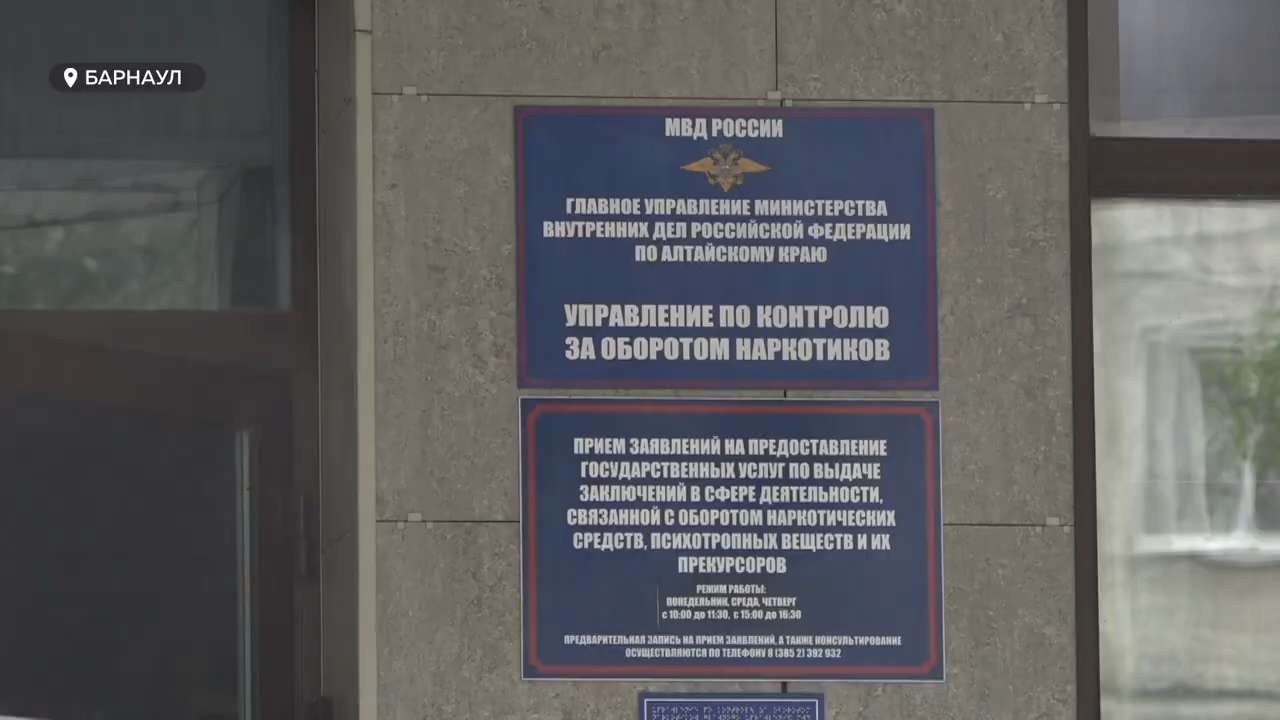 БАРНАУЛ
МВД РОССИИ
ГЛАВНОЕ УПРАВЛЕНИЕ МИНИСТЕРСТВА
ВНУТРЕННИХ ДЕЛ РОССИЙСКОЙ ФЕДЕРАЦИИ
ПО АЛТАЙСКОМУ КРАЮ
УПРАВЛЕНИЕ ПО КОНТРОЛЮ
ЗА ОБОРОТОМ НАРКОТИКОВ
ПРИЕМ ЗАЯВЛЕНИЙ НА ПРЕДОСТАВЛЕНИЕ
ГОСУДАРСТВЕННЫХ УСЛУГ ПО ВЫДАЧЕ
ЗАКЛЮЧЕНИЙ В СФЕРЕ ДЕЯТЕЛЬНОСТИ,
СВЯЗАННОЙ С ОБОРОТОМ НАРКОТИЧЕСКИХ
СРЕДСТВ, ПСИХОТРОПНЫХ ВЕЩЕСТВ И ИХ
ПРЕКУРСОРОВ
РЕЖИМ РАБОТЫ:
ПОНЕДЕЛЬНИК, СРЕДА, ЧЕТВЕРГ
с 10:00 до 11:30, с 15:00 до 16:30
ПРЕДВАРИТЕЛЬНАЯ ЗАПИСЬ НА ПРИЕМ ЗАЯВЛЕНИЙ, А ТАКЖЕ КОНСУЛЬТИРОВАНИЕ
ОСУЩЕСТВЛЯЮТСЯ ПО ТЕЛЕФОНУ 8 (385 2) 392 932